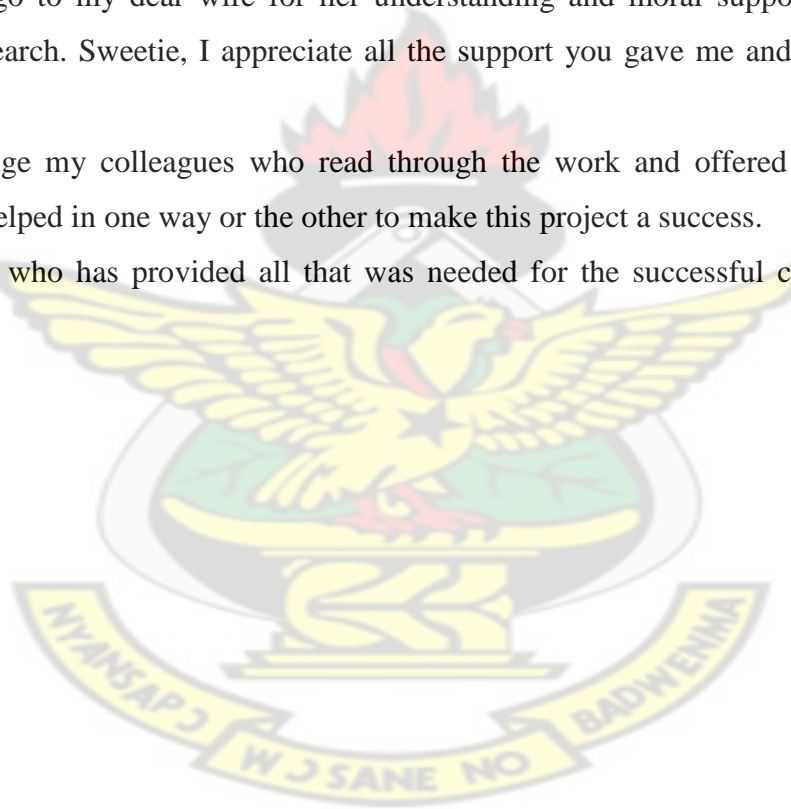 go to my dear wife for her understanding and moral suppo
earch. Sweetie, I appreciate all the support you gave me and
ge my colleagues who read through the work and offered
elped in one way or the other to make this project a success.
who has provided all that was needed for the successful c
NYANSAPƆ
WƆ SANE NO
BADWENMA